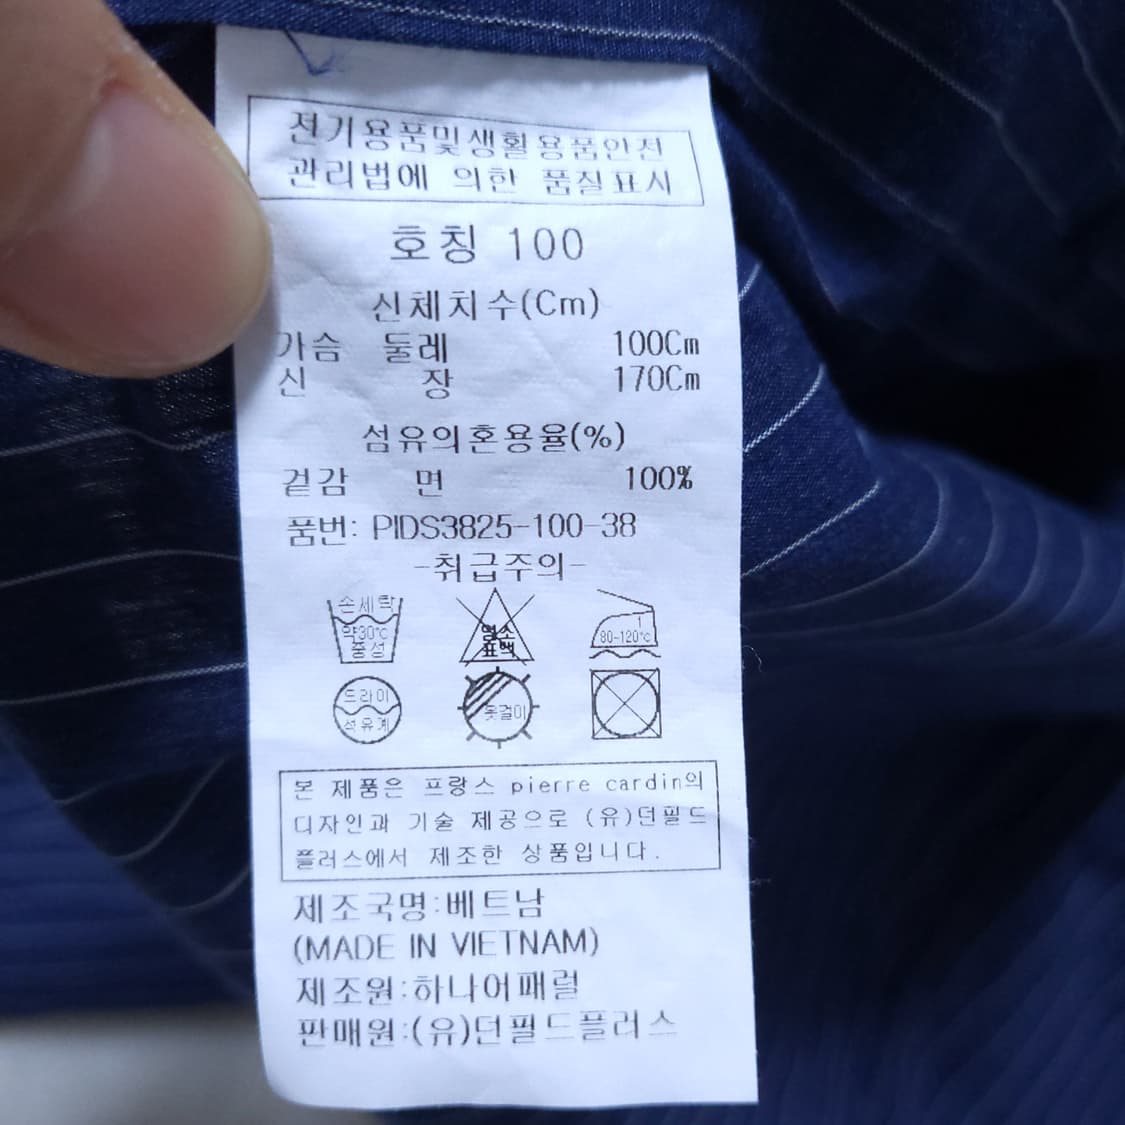 전기용품및생활용품안전
관리법에 의한 품질표시
호칭 100
신체치수(Cm)
가슴 둘레 100Cm
신 장 170Cm
섬유의혼용율(%)
겉감 면 100%
품번: PIDS3825-100-38
-취급주의-
손세탁
약30℃
중성
염소
표백
1
80-120℃
드라이
석유계
옷걸이
본 제품은 프랑스 pierre cardin의
디자인과 기술 제공으로 (유)던필드
플러스에서 제조한 상품입니다.
제조국명:베트남
(MADE IN VIETNAM)
제조원:하나어패럴
판매원:(유)던필드플러스